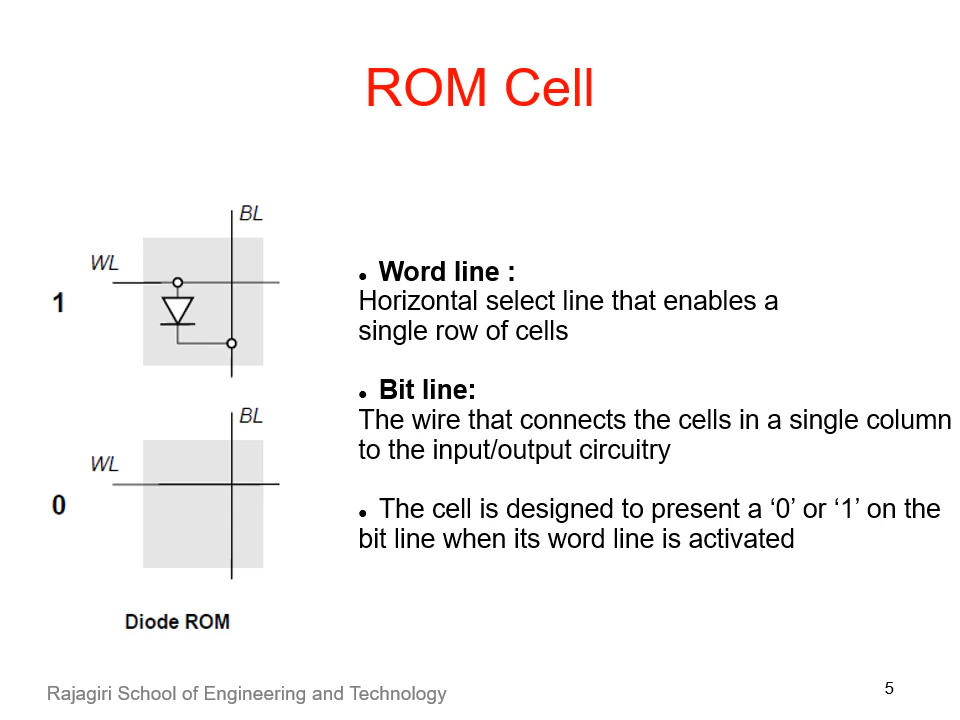 ROM Cell
BL
WL
1
BL
WL
0
Diode ROM
● Word line :
Horizontal select line that enables a
single row of cells
● Bit line:
The wire that connects the cells in a single column
to the input/output circuitry
● The cell is designed to present a ‘0’ or ‘1’ on the
bit line when its word line is activated
Rajagiri School of Engineering and Technology
5